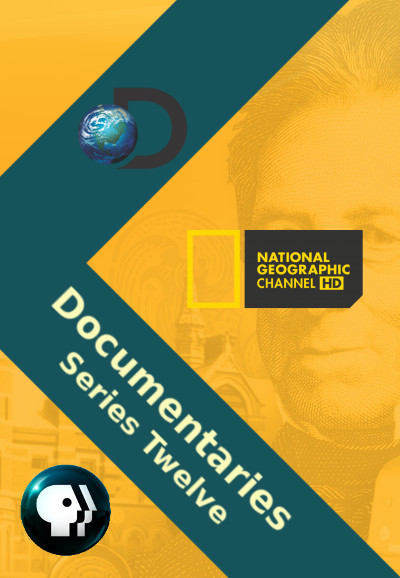 D
NATIONAL
GEOGRAPHIC
CHANNEL HD
Documentaries
Series Twelve